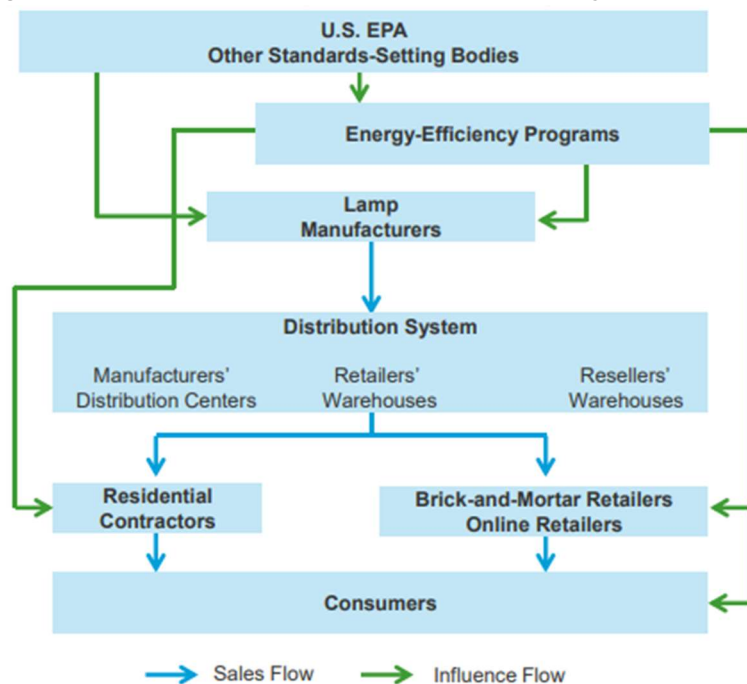 U.S. EPA
Other Standards-Setting Bodies
Energy-Efficiency Programs
Lamp
Manufacturers
Distribution System
Manufacturers'
Distribution Centers
Retailers'
Warehouses
Resellers'
Warehouses
Residential
Contractors
Brick-and-Mortar Retailers
Online Retailers
Consumers
Sales Flow
Influence Flow